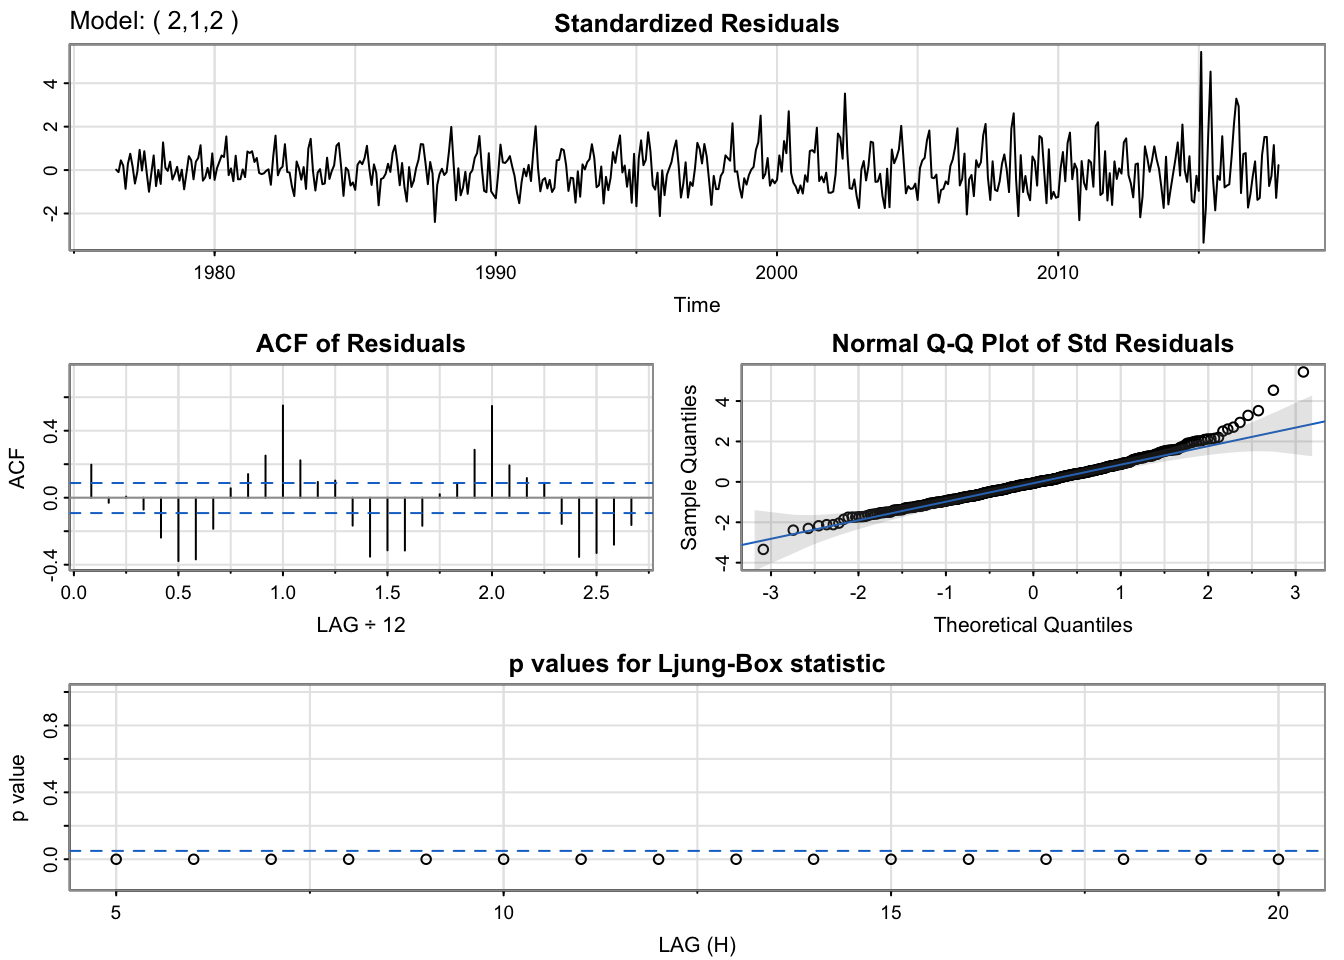 Model: ( 2,1,2 )
Standardized Residuals
4
2
0
-2
1980 1990 2000 2010
Time
ACF of Residuals
ACF
0.4
0.0
-0.4
0.0 0.5 1.0 1.5 2.0 2.5
LAG ÷ 12
Normal Q-Q Plot of Std Residuals
Sample Quantiles
4
2
0
-2
-4
-3 -2 -1 0 1 2 3
Theoretical Quantiles
p values for Ljung-Box statistic
p value
0.8
0.4
0.0
5 10 15 20
LAG (H)